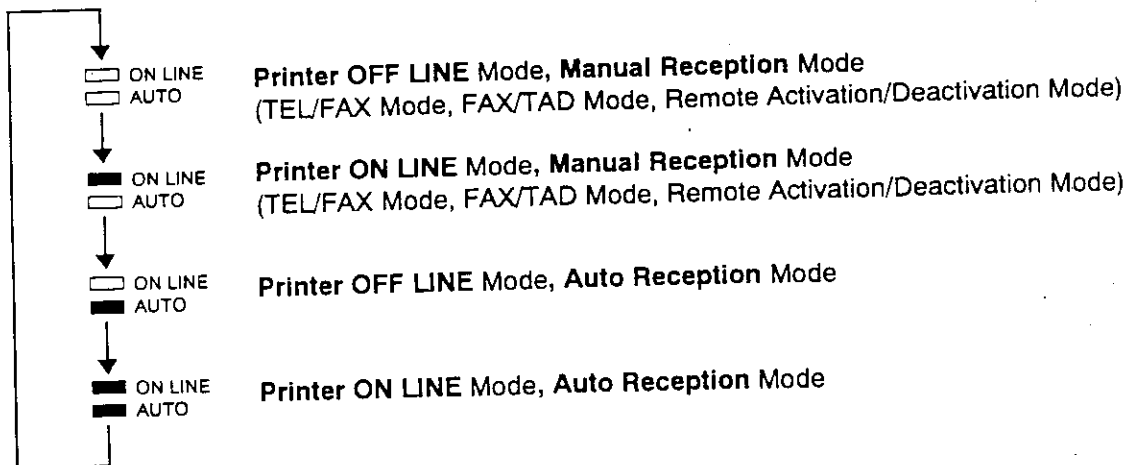 ON LINE
AUTO
Printer OFF LINE Mode, Manual Reception Mode
(TEL/FAX Mode, FAX/TAD Mode, Remote Activation/Deactivation Mode)
ON LINE
AUTO
Printer ON LINE Mode, Manual Reception Mode
(TEL/FAX Mode, FAX/TAD Mode, Remote Activation/Deactivation Mode)
ON LINE
AUTO
Printer OFF LINE Mode, Auto Reception Mode
ON LINE
AUTO
Printer ON LINE Mode, Auto Reception Mode